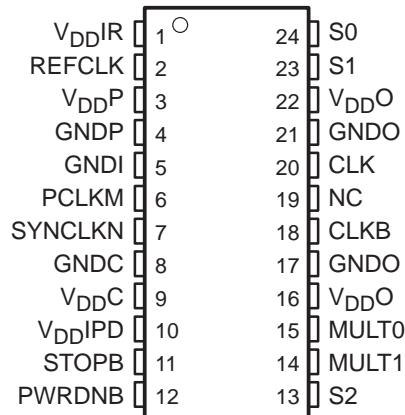 VDDIR 1 24 S0
REFCLK 2 23 S1
VDDP 3 22 VDDO
GNDP 4 21 GNDO
GNDI 5 20 CLK
PCLKM 6 19 NC
SYNCLKN 7 18 CLKB
GNDC 8 17 GNDO
VDDC 9 16 VDDO
VDDIPD 10 15 MULT0
STOPB 11 14 MULT1
PWRDNB 12 13 S2